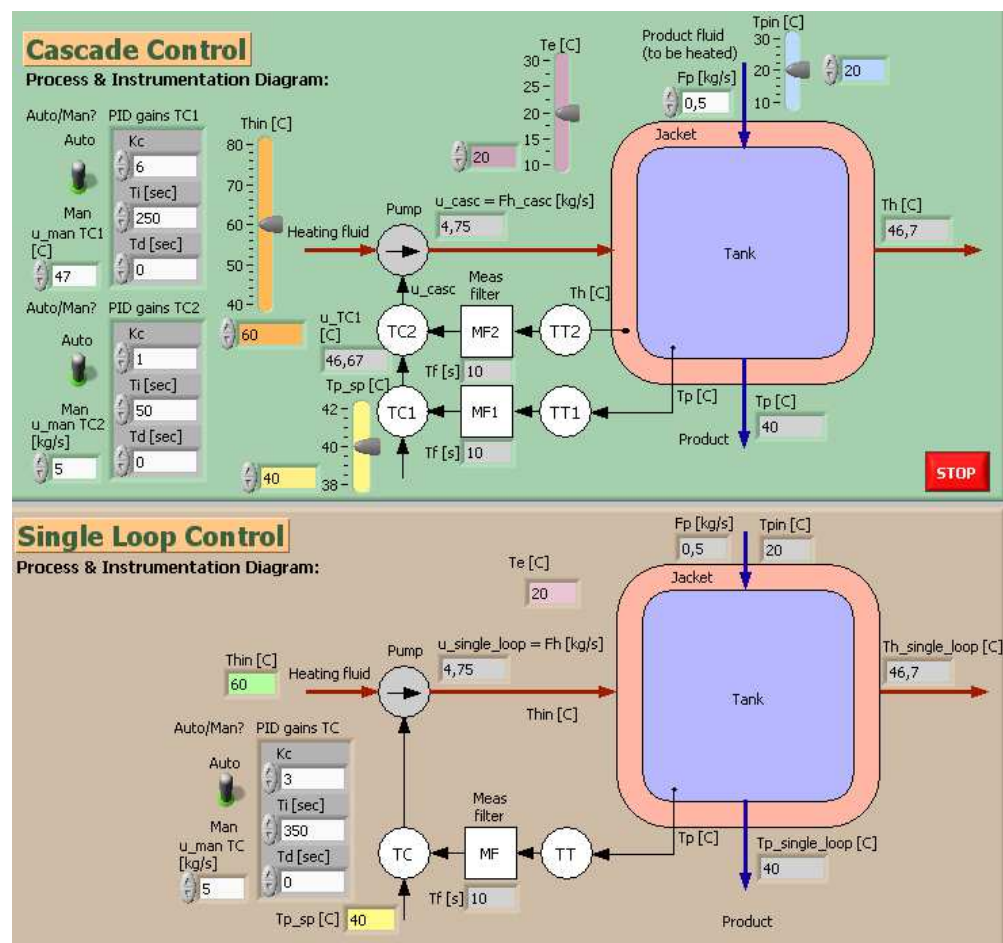 Cascade Control
Process & Instrumentation Diagram:
Auto/Man?
Auto
Man
u_man TC1
[C]
47
PID gains TC1
Kc
6
Ti [sec]
250
Td [sec]
0
Auto/Man?
Auto
Man
u_man TC2
[kg/s]
5
PID gains TC2
Kc
1
Ti [sec]
50
Td [sec]
0
Thin [C]
80
70
60
50
40
60
Te [C]
30
25
20
15
10
20
Product fluid
(to be heated)
Fp [kg/s]
0,5
Tpin [C]
30
20
10
20
Heating fluid
Pump
u_casc = Fh_casc [kg/s]
4,75
Jacket
Tank
Th [C]
46,7
u_casc
Meas
filter
Th [C]
TC2
MF2
TT2
Tf [s]
10
u_TC1
[C]
46,67
Tp_sp [C]
42
40
38
40
TC1
MF1
TT1
Tf [s]
10
Tp [C]
Product
Tp [C]
40
STOP
Single Loop Control
Process & Instrumentation Diagram:
Te [C]
20
Fp [kg/s]
0,5
Tpin [C]
20
Thin [C]
60
Heating fluid
Pump
u_single_loop = Fh [kg/s]
4,75
Thin [C]
Jacket
Tank
Th_single_loop [C]
46,7
Auto/Man?
Auto
Man
u_man TC
[kg/s]
5
PID gains TC
Kc
3
Ti [sec]
350
Td [sec]
0
Meas
filter
TC
MF
TT
Tf [s]
10
Tp_sp [C]
40
Tp [C]
Tp_single_loop [C]
40
Product